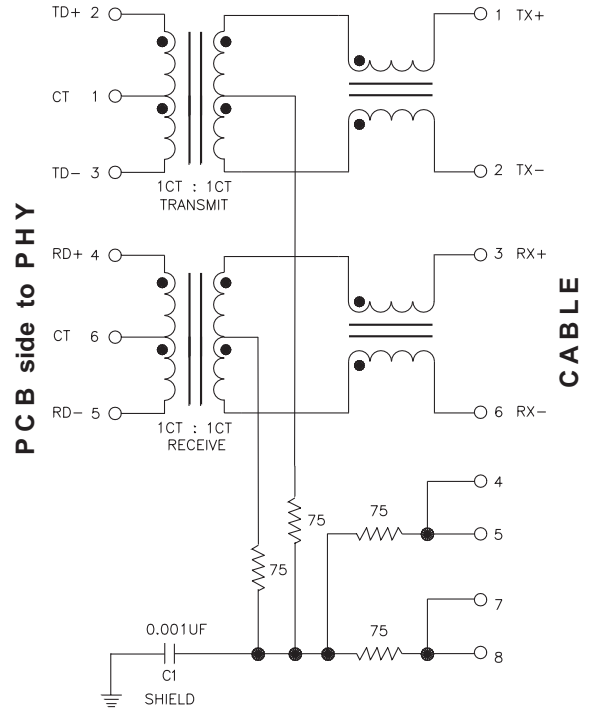 TD+ 2
1 TX+
CT 1
TD- 3
2 TX-
1CT : 1CT
TRANSMIT
PCB side to PHY
CABLE
RD+ 4
3 RX+
CT 6
RD- 5
6 RX-
1CT : 1CT
RECEIVE
4
75
75
5
75
7
0.001UF
75
8
C1
SHIELD